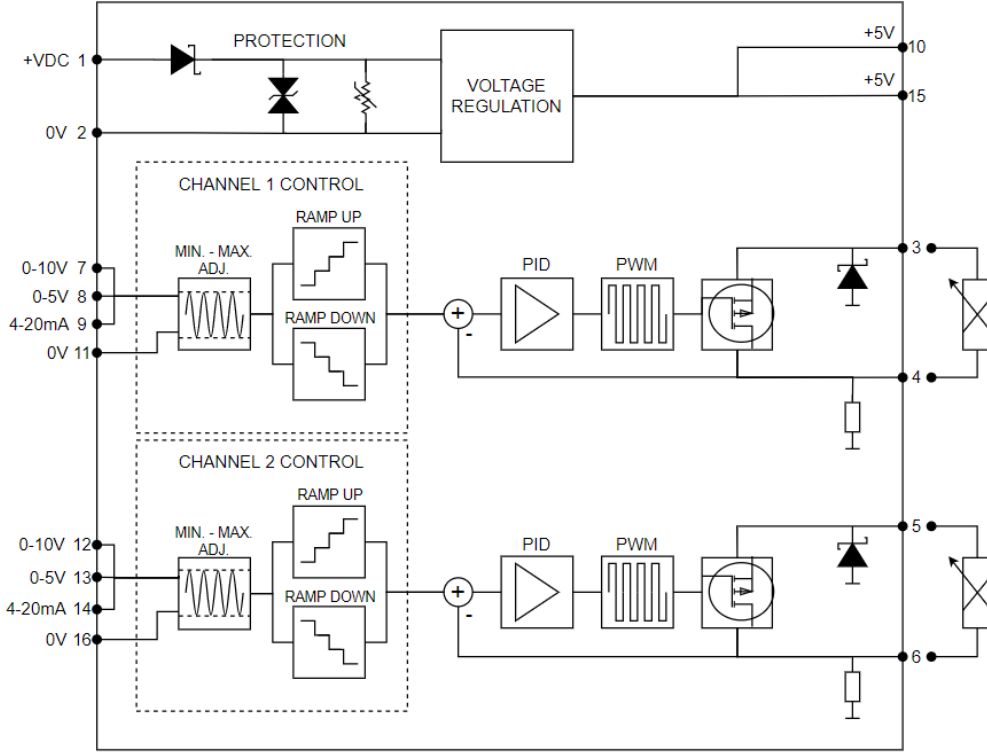 PROTECTION
+VDC 1
0V 2
VOLTAGE
REGULATION
+5V
10
+5V
15
CHANNEL 1 CONTROL
RAMP UP
MIN. - MAX.
ADJ.
RAMP DOWN
0-10V 7
0-5V 8
4-20mA 9
0V 11
+
-
PID
PWM
3
4
CHANNEL 2 CONTROL
RAMP UP
MIN. - MAX.
ADJ.
RAMP DOWN
0-10V 12
0-5V 13
4-20mA 14
0V 16
+
-
PID
PWM
5
6